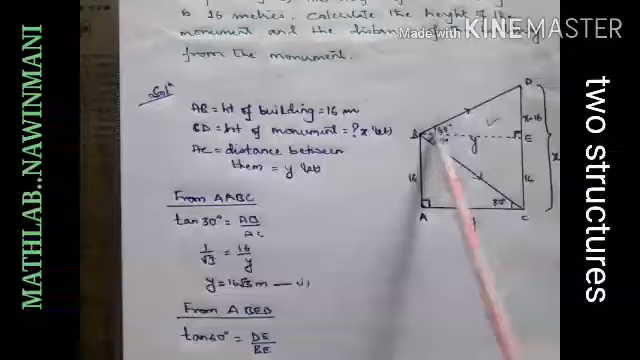 is 16 metres. Calculate the height of the
monument and the distance
from the monument.
Made with KINEMASTER
MATHLAB..NAWINMANI
two structures
Solⁿ
AB = ht of building = 16 m
CD = ht of monument = ? x (let)
AC = distance between
them = y (let)
From △ABC
tan 30° = AB/AC
1/√3 = 16/y
y = 16√3 m — (i)
From △BED
tan 60° = DE/BE
D
x-16
B
60°
y
E
x
16
16
30°
A
y
C